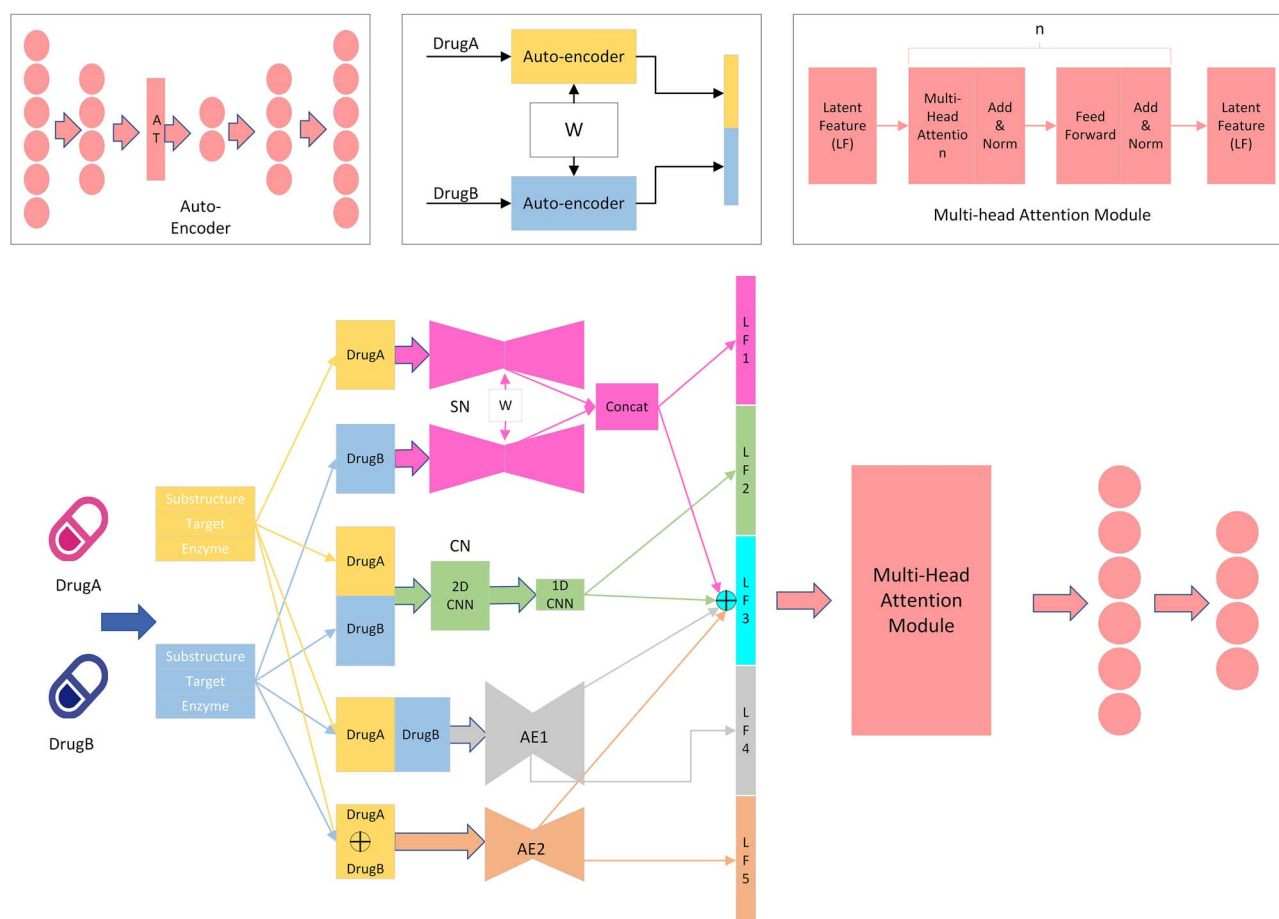 A
T
Auto-
Encoder
DrugA
Auto-encoder
W
DrugB
Auto-encoder
n
Latent
Feature
(LF)
Multi-
Head
Attentio
n
Add
&
Norm
Feed
Forward
Add
&
Norm
Latent
Feature
(LF)
Multi-head Attention Module
DrugA
DrugB
Substructure
Target
Enzyme
Substructure
Target
Enzyme
DrugA
SN
W
Concat
DrugB
CN
DrugA
DrugB
2D
CNN
1D
CNN
DrugA
DrugB
AE1
DrugA
DrugB
AE2
L
F
1
L
F
2
L
F
3
L
F
4
L
F
5
Multi-Head
Attention
Module